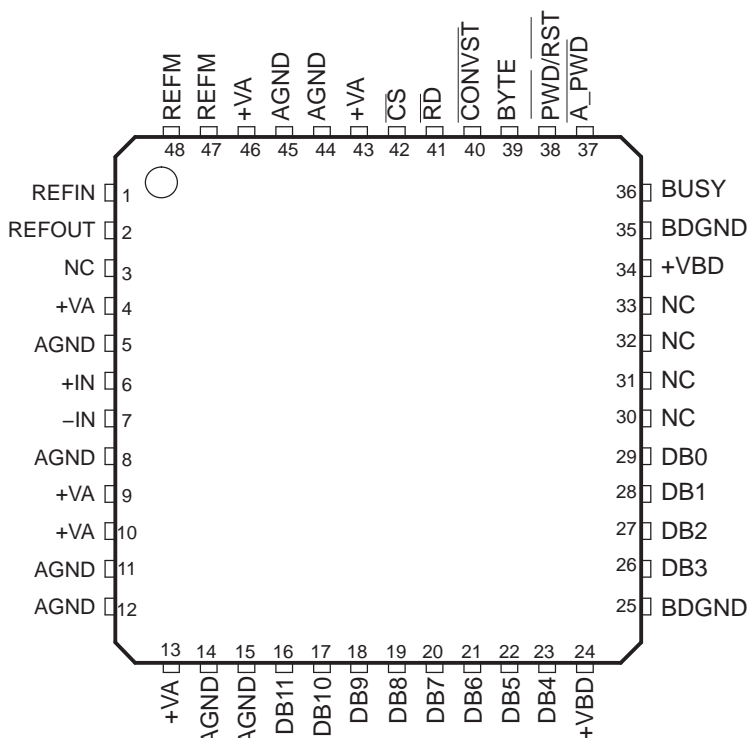 REFM
REFM
+VA
AGND
AGND
+VA
CS
RD
CONVST
BYTE
PWD/RST
A_PWD
48 47 46 45 44 43 42 41 40 39 38 37
REFIN 1
REFOUT 2
NC 3
+VA 4
AGND 5
+IN 6
−IN 7
AGND 8
+VA 9
+VA 10
AGND 11
AGND 12
36 BUSY
35 BDGND
34 +VBD
33 NC
32 NC
31 NC
30 NC
29 DB0
28 DB1
27 DB2
26 DB3
25 BDGND
13 14 15 16 17 18 19 20 21 22 23 24
+VA
AGND
AGND
DB11
DB10
DB9
DB8
DB7
DB6
DB5
DB4
+VBD